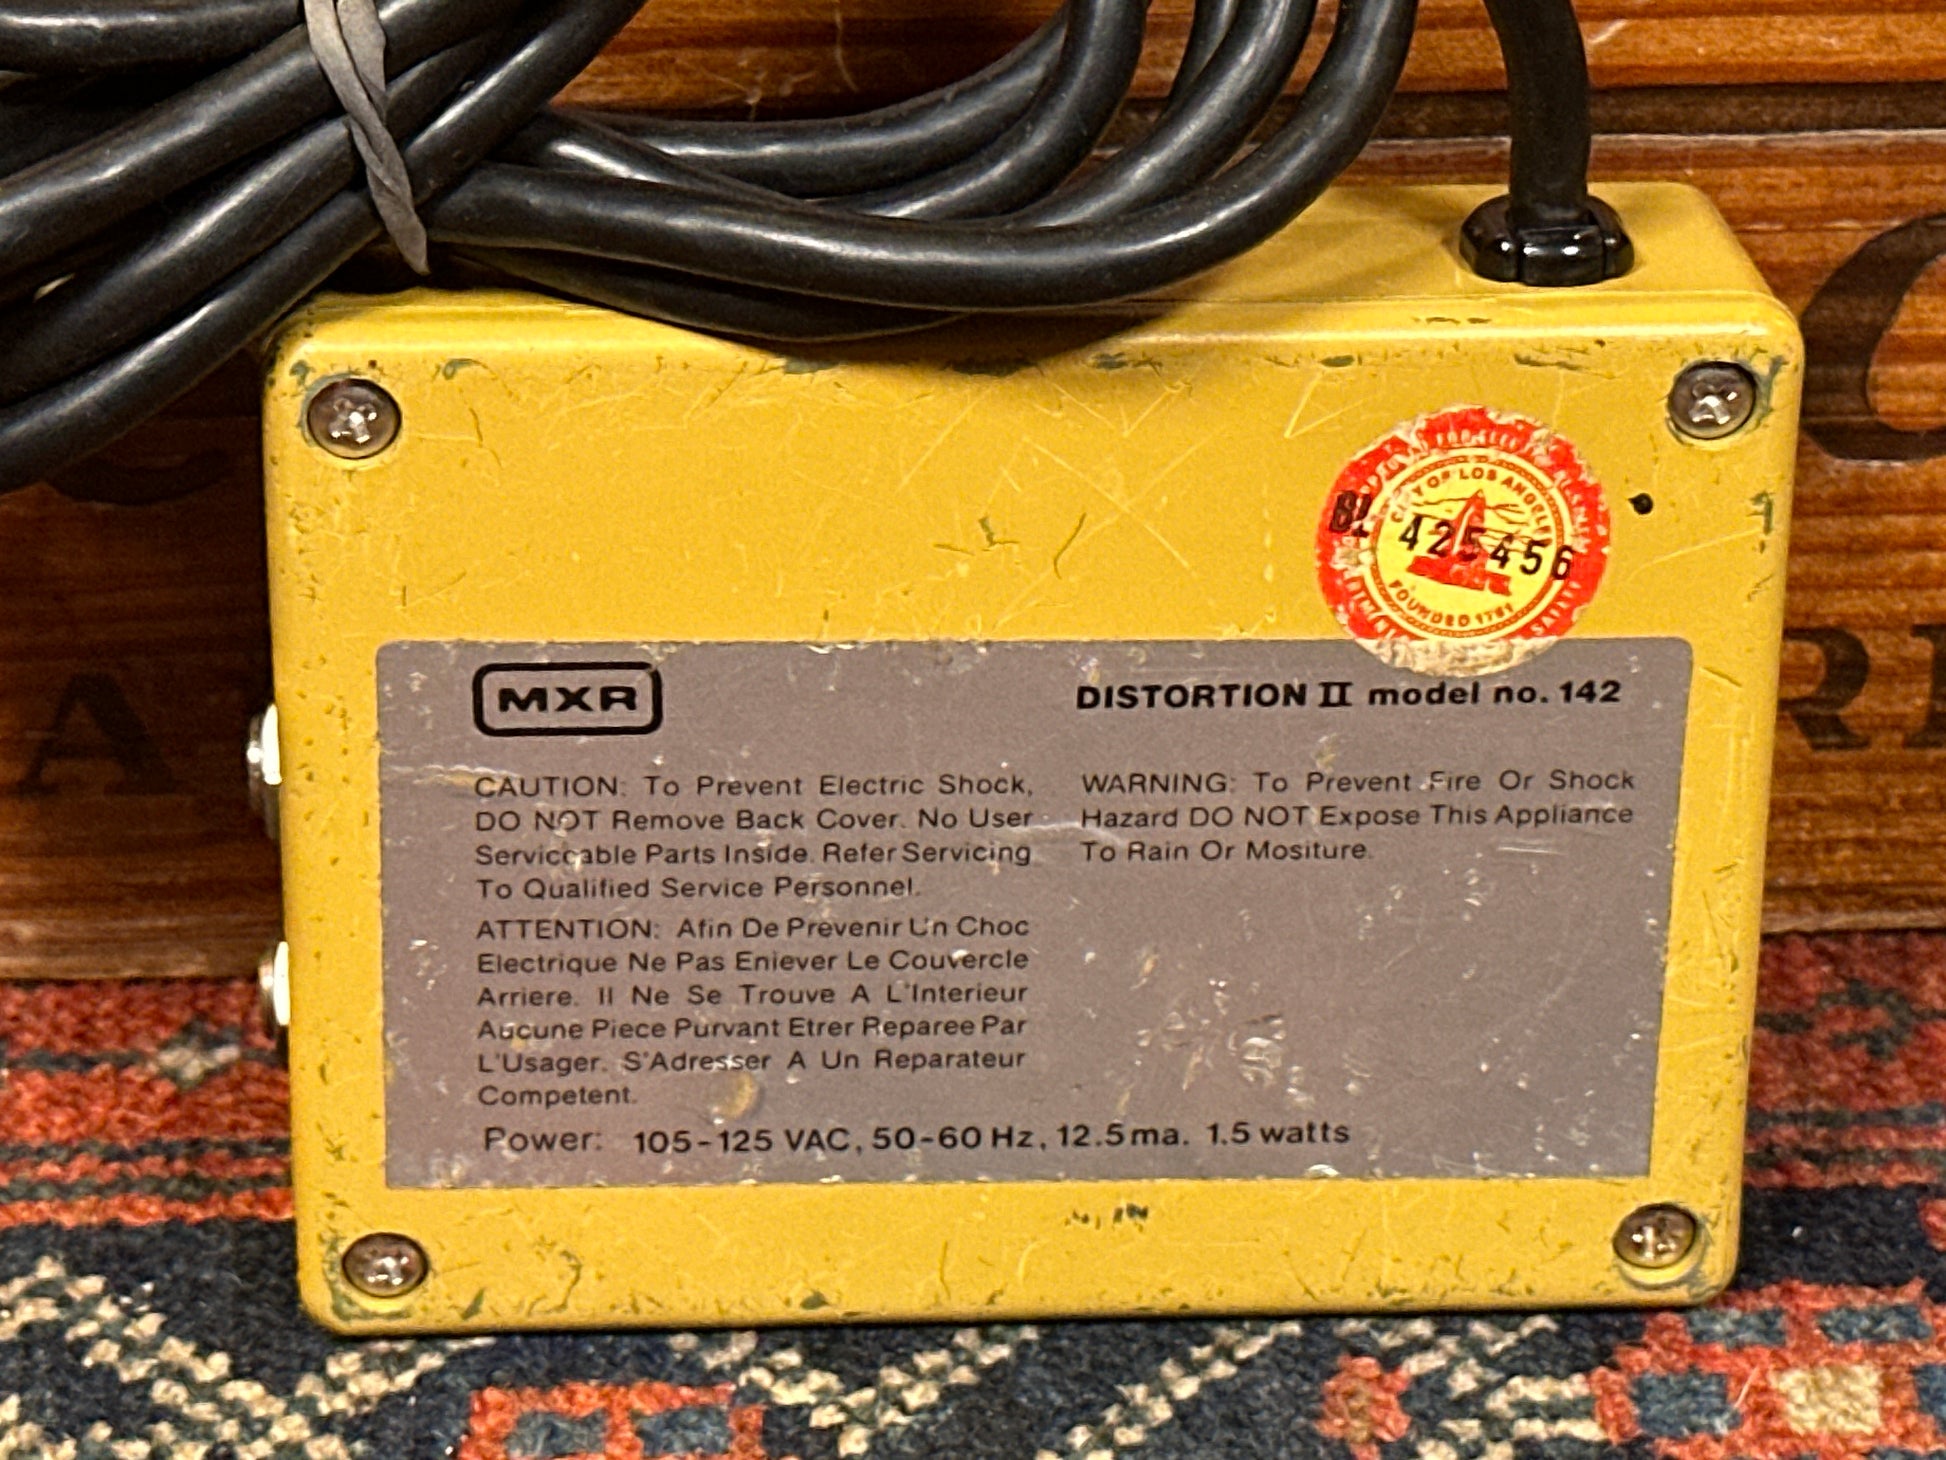 CITY OF LOS ANGELES
425456
FOUNDED 1781
MXR
DISTORTION II model no. 142
CAUTION: To Prevent Electric Shock,
DO NOT Remove Back Cover. No User
Serviceable Parts Inside. Refer Servicing
To Qualified Service Personnel.
ATTENTION: Afin De Prevenir Un Choc
Electrique Ne Pas Eniever Le Couvercle
Arriere. Il Ne Se Trouve A L'Interieur
Aucune Piece Purvant Etrer Reparee Par
L'Usager. S'Adresser A Un Reparateur
Competent.
WARNING: To Prevent Fire Or Shock
Hazard DO NOT Expose This Appliance
To Rain Or Mositure.
Power: 105-125 VAC, 50-60 Hz, 12.5ma. 1.5 watts